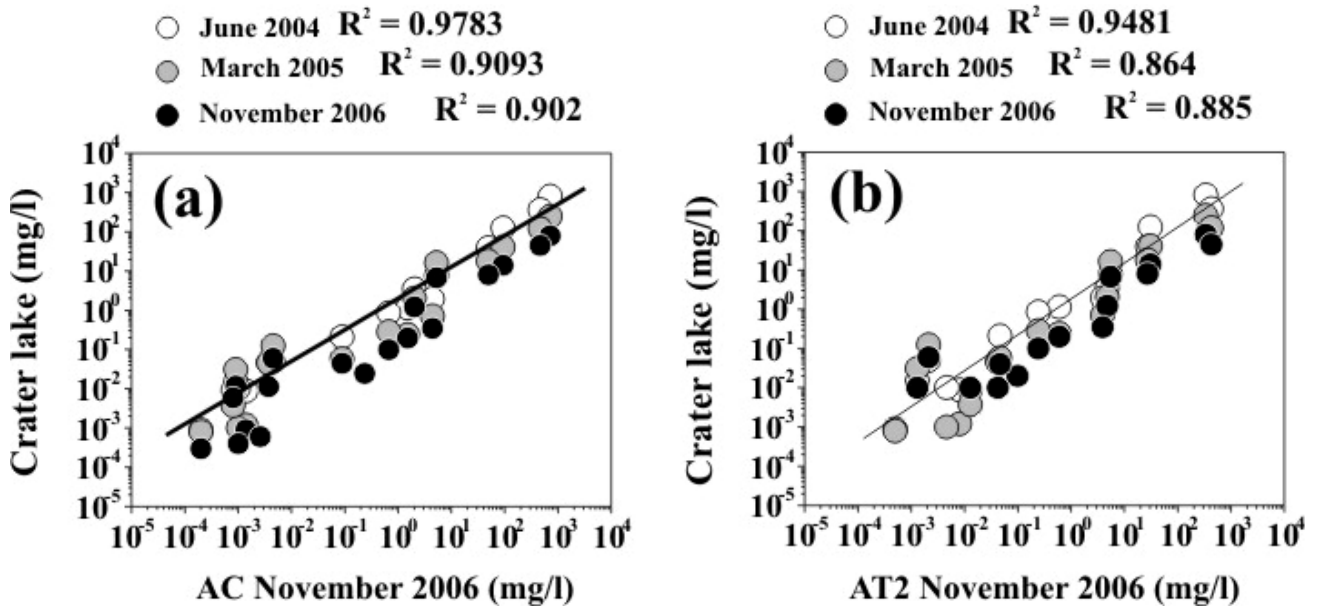 June 2004 R² = 0.9783
March 2005 R² = 0.9093
November 2006 R² = 0.902
(a)
Crater lake (mg/l)
10⁴
10³
10²
10¹
10⁰
10⁻¹
10⁻²
10⁻³
10⁻⁴
10⁻⁵
10⁻⁵ 10⁻⁴ 10⁻³ 10⁻² 10⁻¹ 10⁰ 10¹ 10² 10³ 10⁴
AC November 2006 (mg/l)
June 2004 R² = 0.9481
March 2005 R² = 0.864
November 2006 R² = 0.885
(b)
Crater lake (mg/l)
10⁴
10³
10²
10¹
10⁰
10⁻¹
10⁻²
10⁻³
10⁻⁴
10⁻⁵
10⁻⁵ 10⁻⁴ 10⁻³ 10⁻² 10⁻¹ 10⁰ 10¹ 10² 10³ 10⁴
AT2 November 2006 (mg/l)